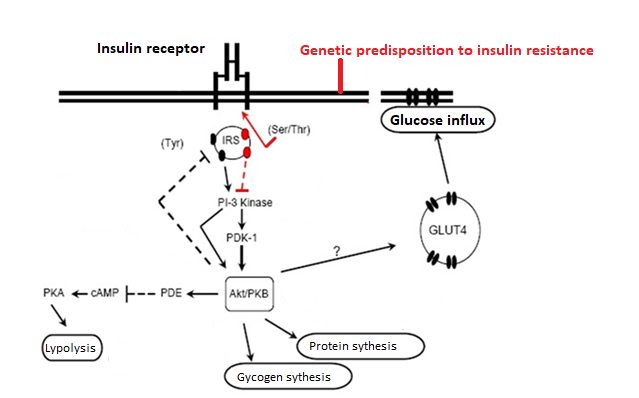 Insulin receptor
Genetic predisposition to insulin resistance
Glucose influx
(Tyr)
IRS
(Ser/Thr)
PI-3 Kinase
PDK-1
GLUT4
?
PKA
cAMP
PDE
Akt/PKB
Lypolysis
Protein sythesis
Gycogen sythesis